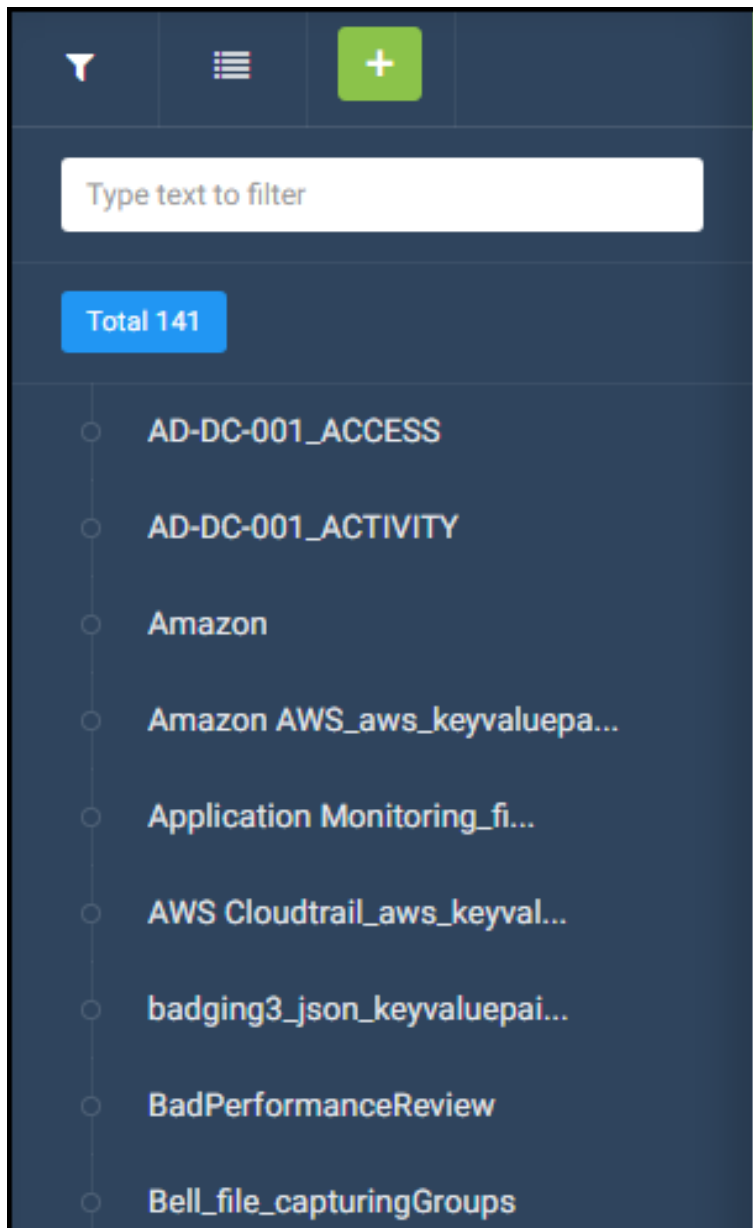 Type text to filter
Total 141
AD-DC-001_ACCESS
AD-DC-001_ACTIVITY
Amazon
Amazon AWS_aws_keyvaluepa...
Application Monitoring_fi...
AWS Cloudtrail_aws_keyval...
badging3_json_keyvaluepai...
BadPerformanceReview
Bell_file_capturingGroups